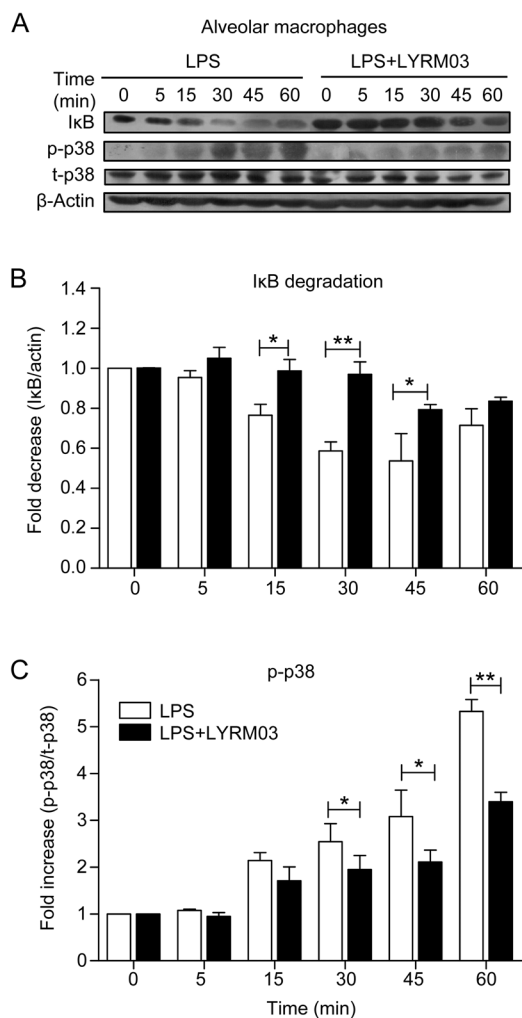 A
Alveolar macrophages
LPS LPS+LYRM03
Time
(min) 0 5 15 30 45 60 0 5 15 30 45 60
IκB
p-p38
t-p38
β-Actin
B
IκB degradation
1.4
1.2
1.0
0.8
0.6
0.4
0.2
0.0
Fold decrease (IκB/actin)
* ** *
0 5 15 30 45 60
C
p-p38
6
5
4
3
2
1
0
Fold increase (p-p38/t-p38)
LPS
LPS+LYRM03
* * **
0 5 15 30 45 60
Time (min)